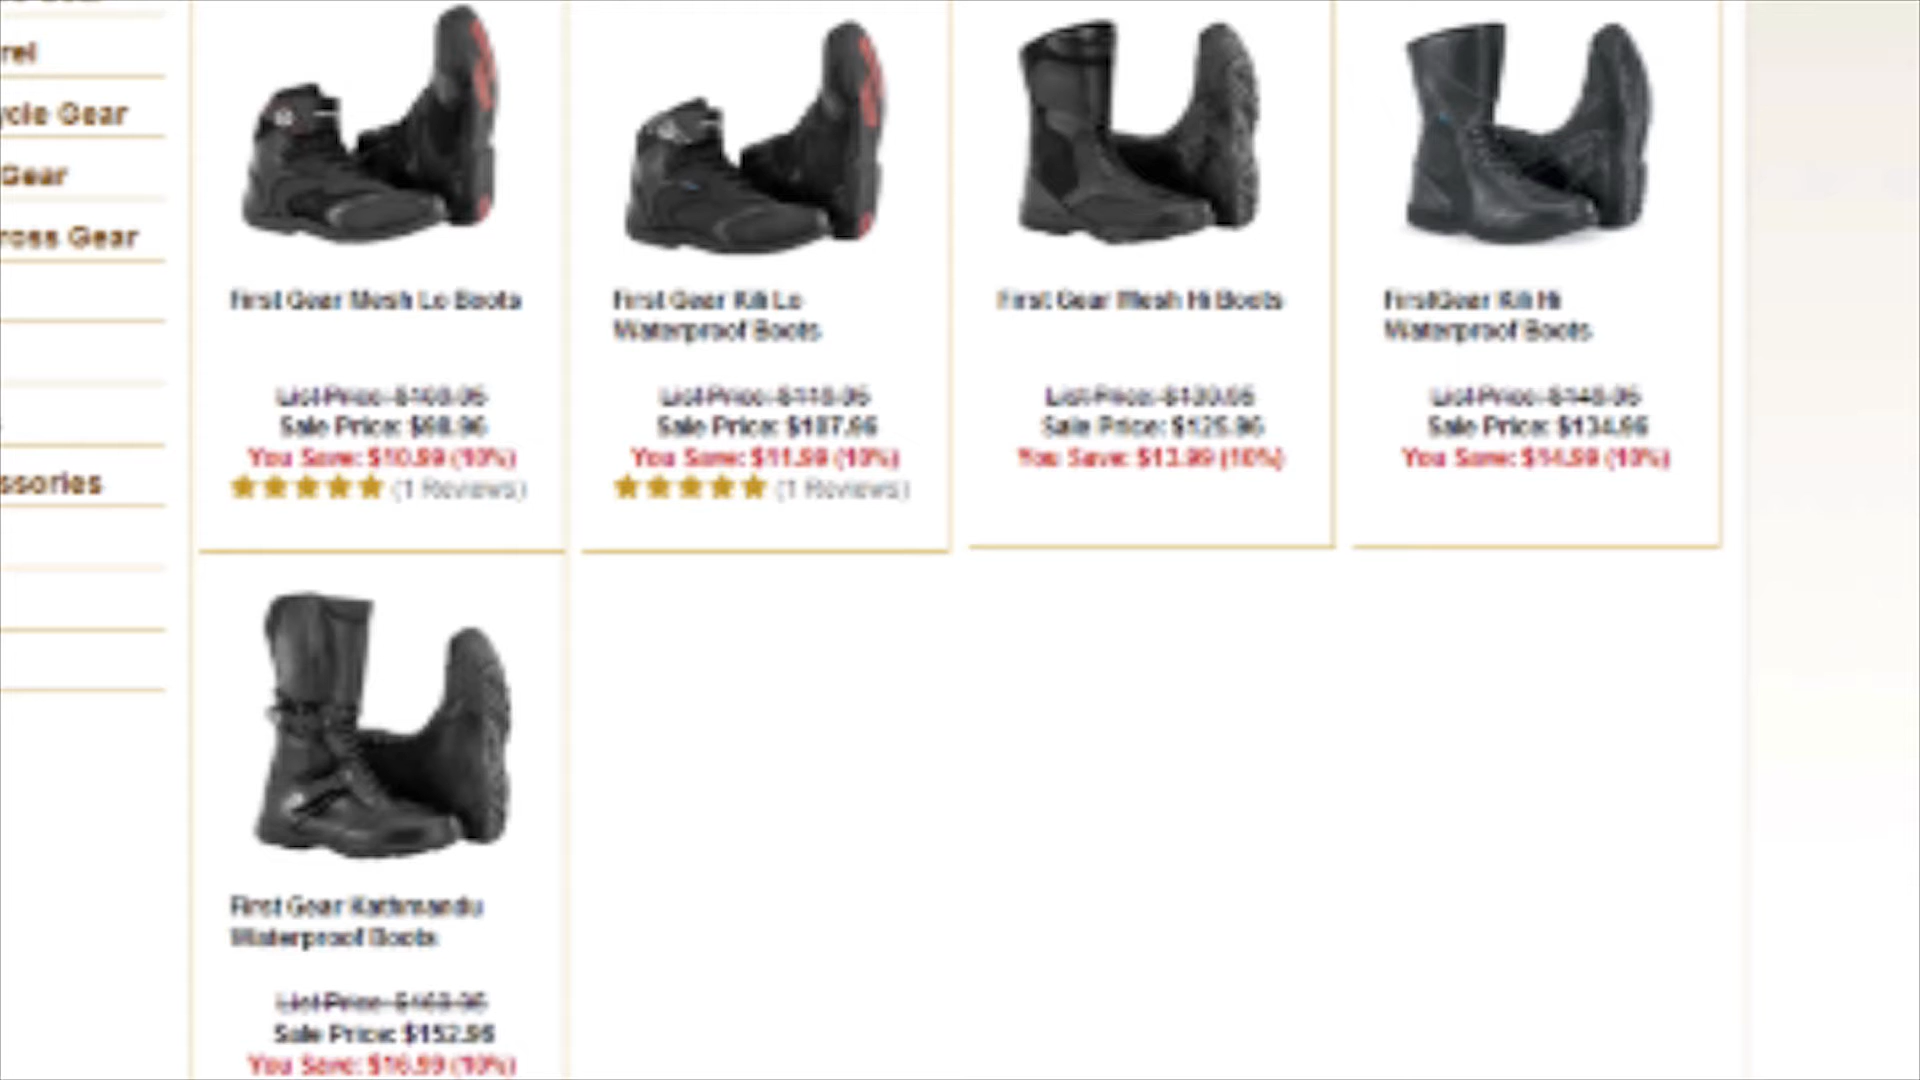 rel
ycle Gear
Gear
ross Gear
ssories
First Gear Mesh Lo Boots
List Price: $109.95
Sale Price: $98.96
You Save: $10.99 (10%)
(1 Reviews)
First Gear Kili Lo
Waterproof Boots
List Price: $119.95
Sale Price: $107.96
You Save: $11.99 (10%)
(1 Reviews)
First Gear Mesh Hi Boots
List Price: $139.95
Sale Price: $125.96
You Save: $13.99 (10%)
FirstGear Kili Hi
Waterproof Boots
List Price: $149.95
Sale Price: $134.96
You Save: $14.99 (10%)
First Gear Kathmandu
Waterproof Boots
List Price: $169.95
Sale Price: $152.96
You Save: $16.99 (10%)